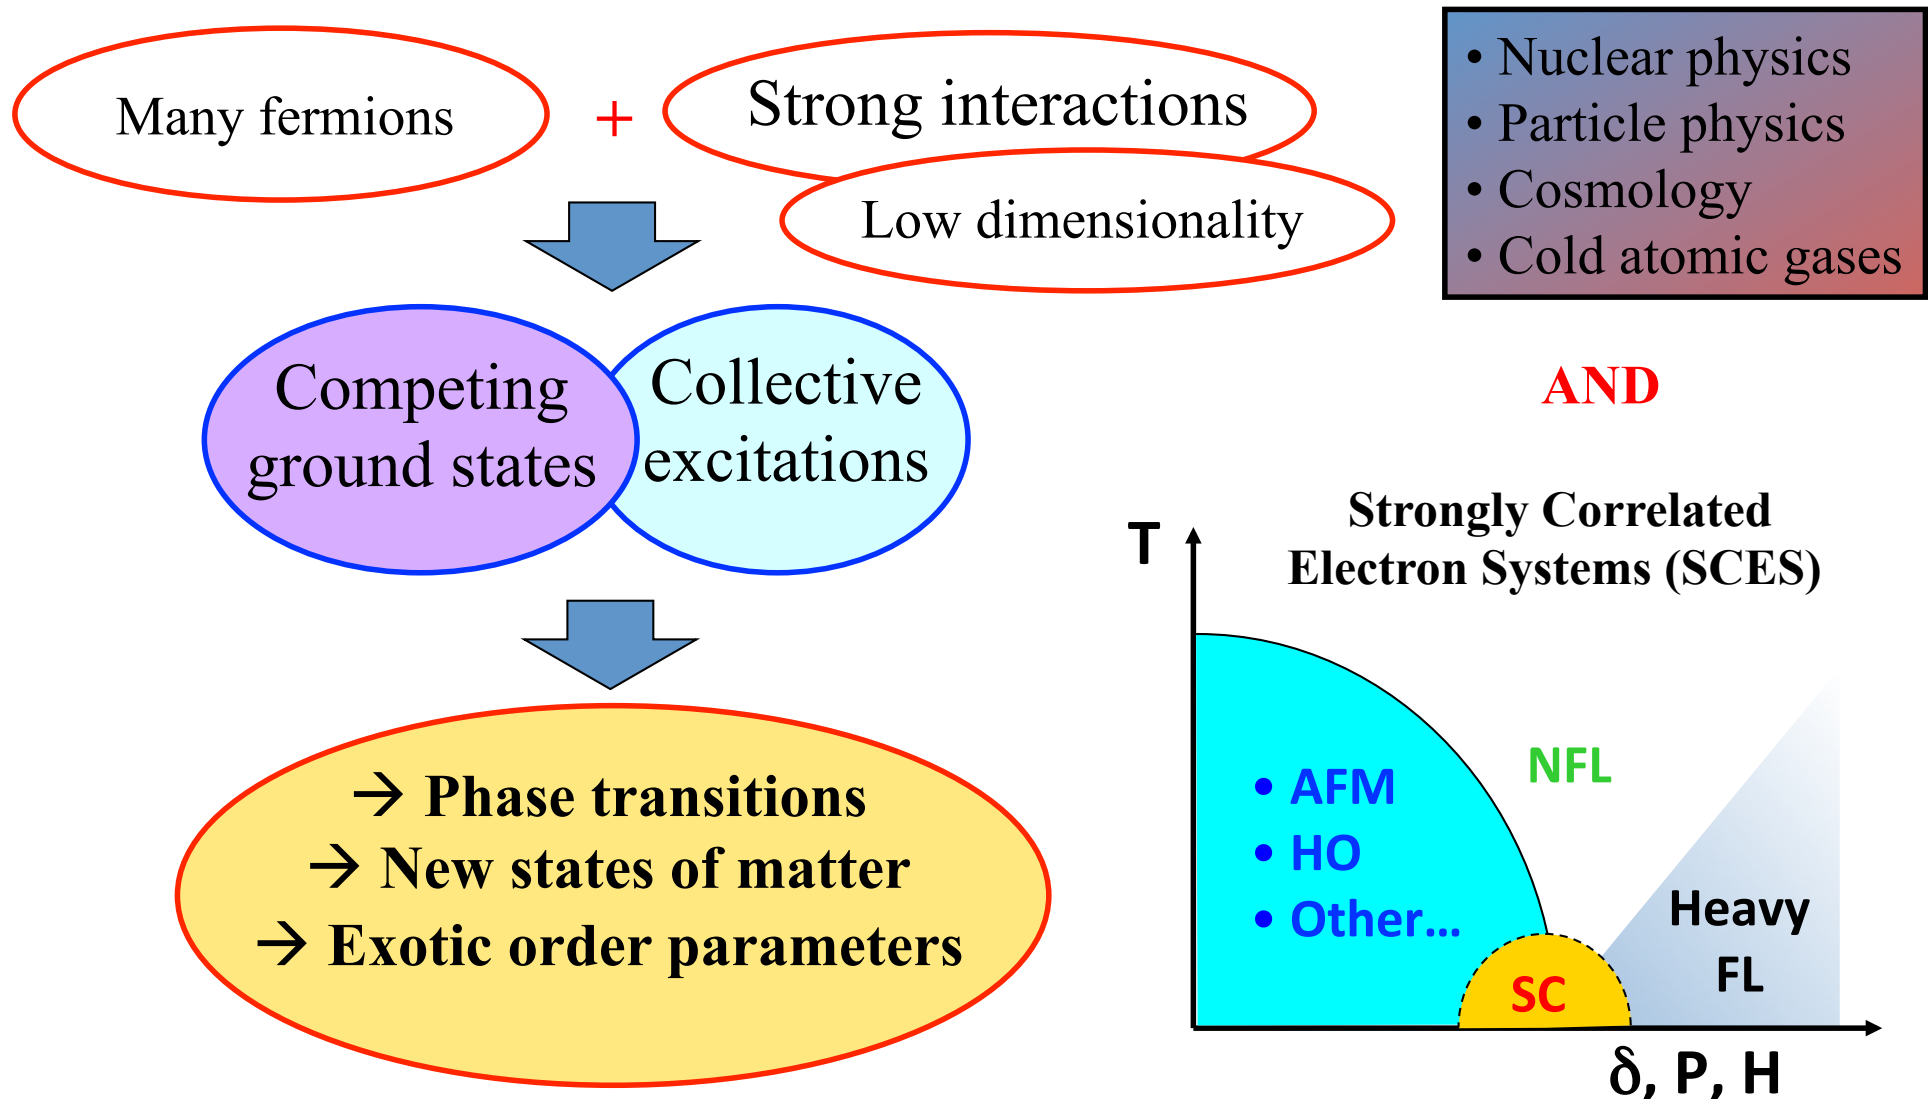 Many fermions
+
Strong interactions
Low dimensionality
Competing
ground states
Collective
excitations
→ Phase transitions
→ New states of matter
→ Exotic order parameters
• Nuclear physics
• Particle physics
• Cosmology
• Cold atomic gases
AND
Strongly Correlated
Electron Systems (SCES)
T
NFL
• AFM
• HO
• Other...
SC
Heavy
FL
δ, P, H